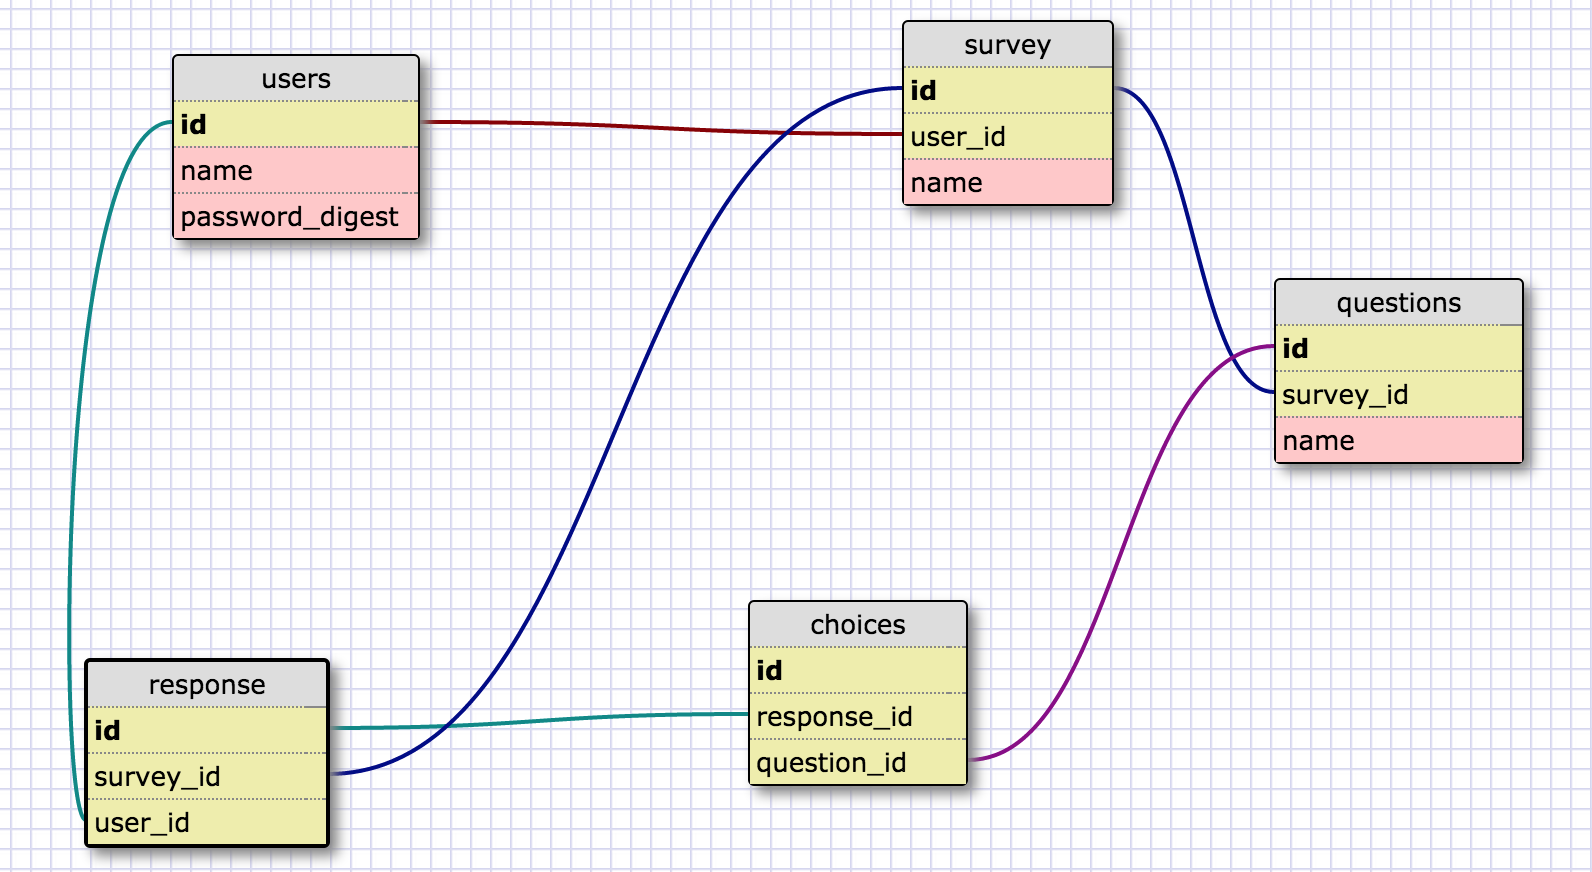 users
id
name
password_digest
survey
id
user_id
name
questions
id
survey_id
name
response
id
survey_id
user_id
choices
id
response_id
question_id